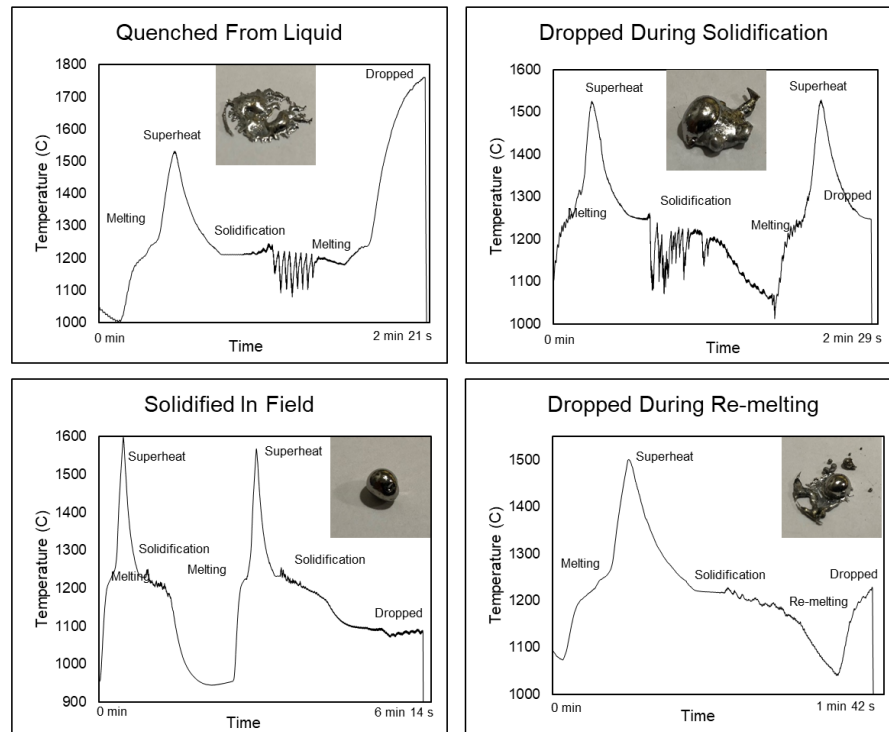 Quenched From Liquid
1800
1700
1600
1500
1400
1300
1200
1100
1000
Temperature (C)
Dropped
Superheat
Melting
Solidification
Melting
0 min
2 min 21 s
Time
Dropped During Solidification
1600
1500
1400
1300
1200
1100
1000
Temperature (C)
Superheat
Superheat
Melting
Solidification
Melting
Dropped
0 min
2 min 29 s
Time
Solidified In Field
1600
1500
1400
1300
1200
1100
1000
900
Temperature (C)
Superheat
Superheat
Solidification
Melting
Melting
Solidification
Dropped
0 min
6 min 14 s
Time
Dropped During Re-melting
1500
1400
1300
1200
1100
1000
Temperature (C)
Superheat
Melting
Solidification
Dropped
Re-melting
0 min
1 min 42 s
Time